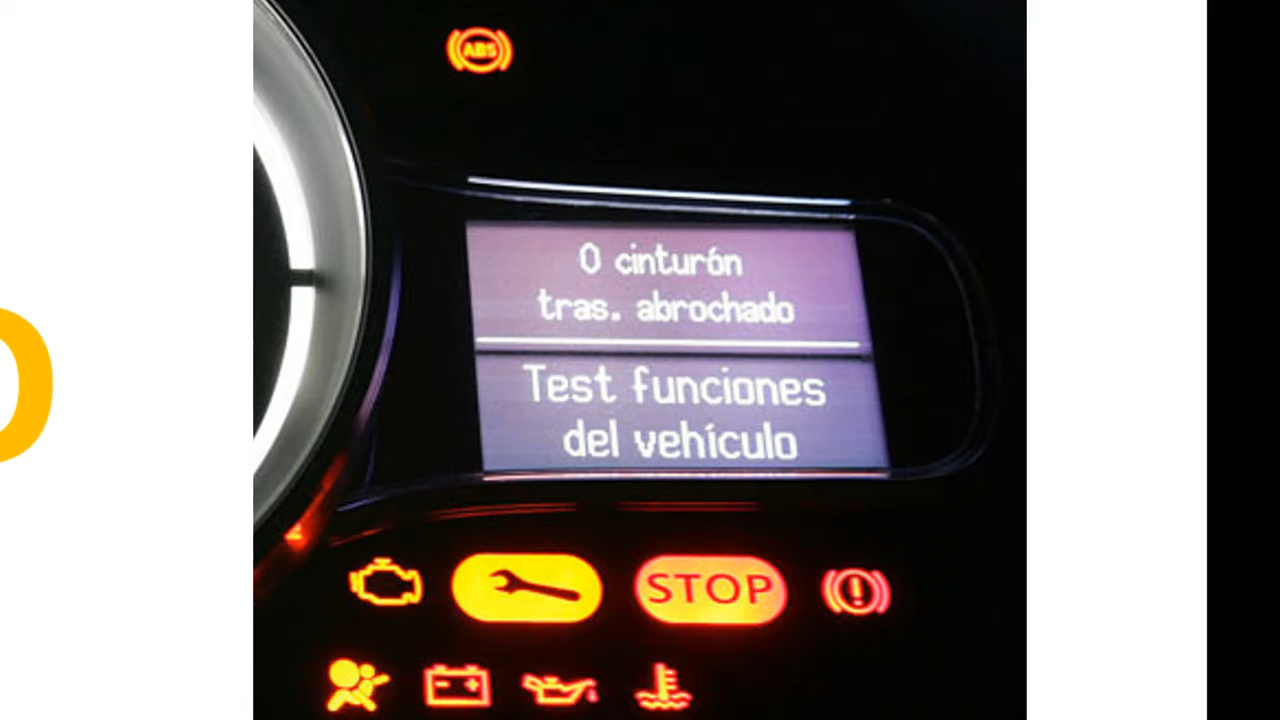 ABS
0 cinturón
tras. abrochado
Test funciones
del vehículo
STOP